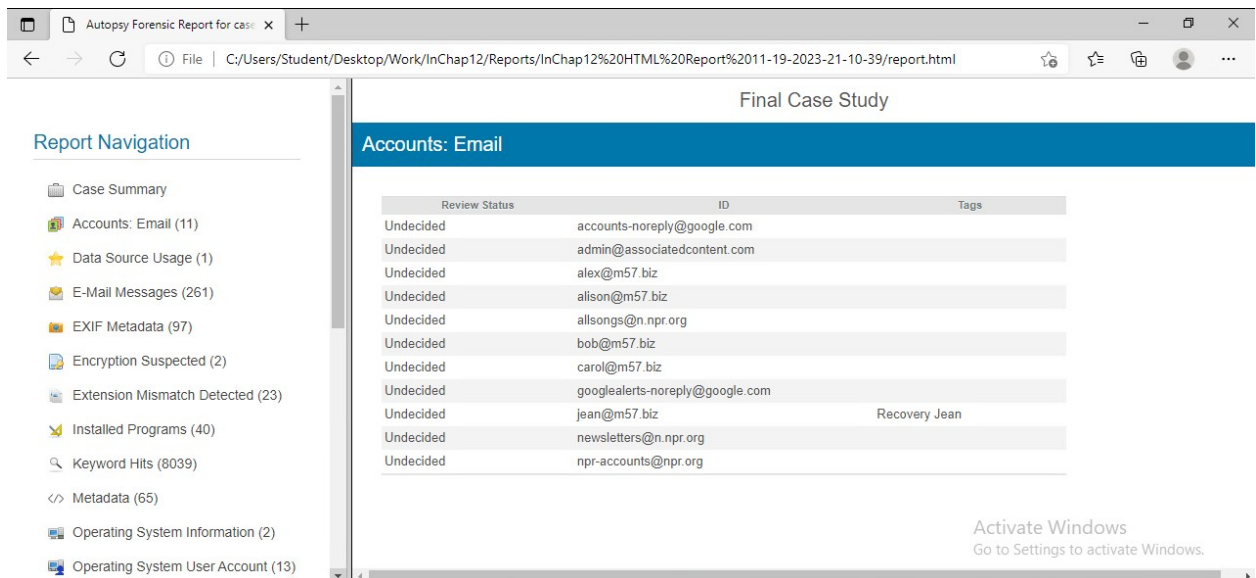 Autopsy Forensic Report for case
File | C:/Users/Student/Desktop/Work/InChap12/Reports/InChap12%20HTML%20Report%2011-19-2023-21-10-39/report.html
Report Navigation
Case Summary
Accounts: Email (11)
Data Source Usage (1)
E-Mail Messages (261)
EXIF Metadata (97)
Encryption Suspected (2)
Extension Mismatch Detected (23)
Installed Programs (40)
Keyword Hits (8039)
Metadata (65)
Operating System Information (2)
Operating System User Account (13)
Final Case Study
Accounts: Email
Review Status ID Tags
Undecided accounts-noreply@google.com
Undecided admin@associatedcontent.com
Undecided alex@m57.biz
Undecided alison@m57.biz
Undecided allsongs@n.npr.org
Undecided bob@m57.biz
Undecided carol@m57.biz
Undecided googlealerts-noreply@google.com
Undecided jean@m57.biz Recovery Jean
Undecided newsletters@n.npr.org
Undecided npr-accounts@npr.org
Activate Windows
Go to Settings to activate Windows.